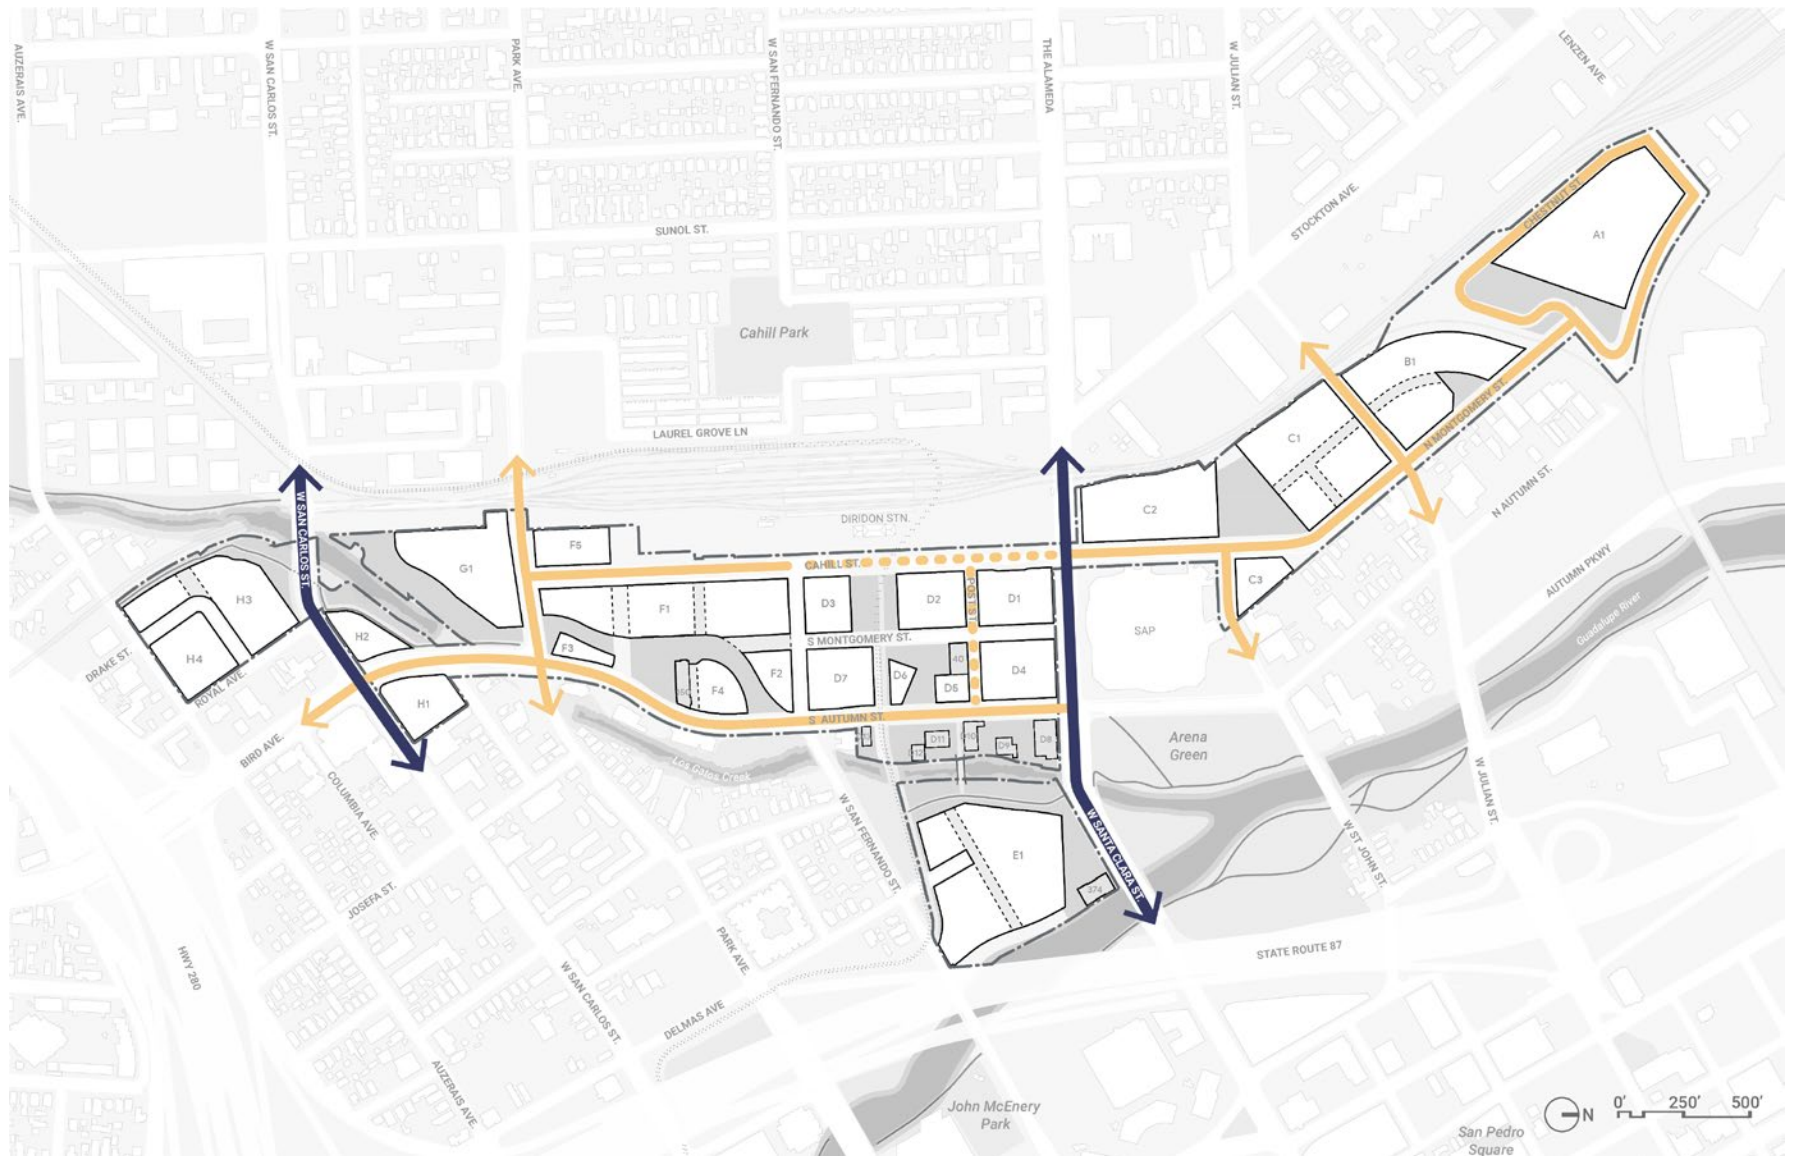 AUZERAIS AVE.
W SAN CARLOS ST.
PARK AVE.
W SAN FERNANDO ST.
THE ALAMEDA
W JULIAN ST.
LENZEN AVE.
STOCKTON AVE.
SUNOL ST.
CHESTNUT ST.
A1
Cahill Park
B1
LAUREL GROVE LN
N MONTGOMERY ST.
C1
W SAN CARLOS ST.
DIRIDON STN.
C2
N AUTUMN ST.
F5
G1
CAHILL ST.
C3
AUTUMN PKWY
H3
F1
D3
D2
POST ST.
D1
Guadalupe River
H2
S MONTGOMERY ST.
SAP
F3
H4
DRAKE ST.
ROYAL AVE.
F4
F2
D7
D6
40
D5
D4
H1
S AUTUMN ST.
D11
D9
D8
Arena
Green
BIRD AVE.
Los Gatos Creek
COLUMBIA AVE.
W SAN FERNANDO ST.
W JULIAN ST.
E1
W SANTA CLARA ST.
W ST JOHN ST.
374
JOSEFA ST.
HWY 280
PARK AVE.
STATE ROUTE 87
W SAN CARLOS ST.
DELMAS AVE
AUZERAIS AVE.
John McEnery
Park
N
0' 250' 500'
San Pedro
Square